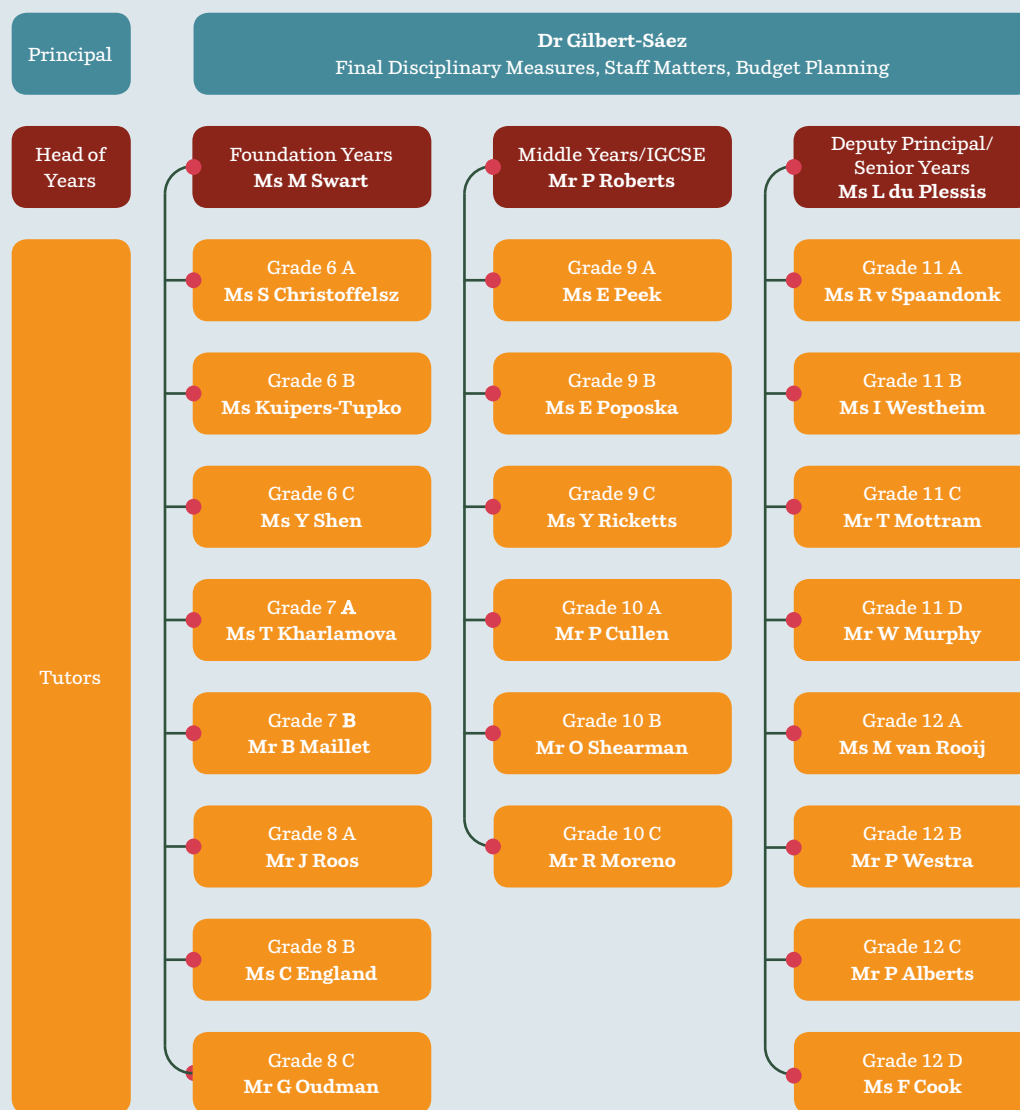 Principal
Dr Gilbert-Sáez
Final Disciplinary Measures, Staff Matters, Budget Planning
Head of
Years
Foundation Years
Ms M Swart
Middle Years/IGCSE
Mr P Roberts
Deputy Principal/
Senior Years
Ms L du Plessis
Tutors
Grade 6 A
Ms S Christoffelsz
Grade 6 B
Ms Kuipers-Tupko
Grade 6 C
Ms Y Shen
Grade 7 A
Ms T Kharlamova
Grade 7 B
Mr B Maillet
Grade 8 A
Mr J Roos
Grade 8 B
Ms C England
Grade 8 C
Mr G Oudman
Grade 9 A
Ms E Peek
Grade 9 B
Ms E Poposka
Grade 9 C
Ms Y Ricketts
Grade 10 A
Mr P Cullen
Grade 10 B
Mr O Shearman
Grade 10 C
Mr R Moreno
Grade 11 A
Ms R v Spaandonk
Grade 11 B
Ms I Westheim
Grade 11 C
Mr T Mottram
Grade 11 D
Mr W Murphy
Grade 12 A
Ms M van Rooij
Grade 12 B
Mr P Westra
Grade 12 C
Mr P Alberts
Grade 12 D
Ms F Cook